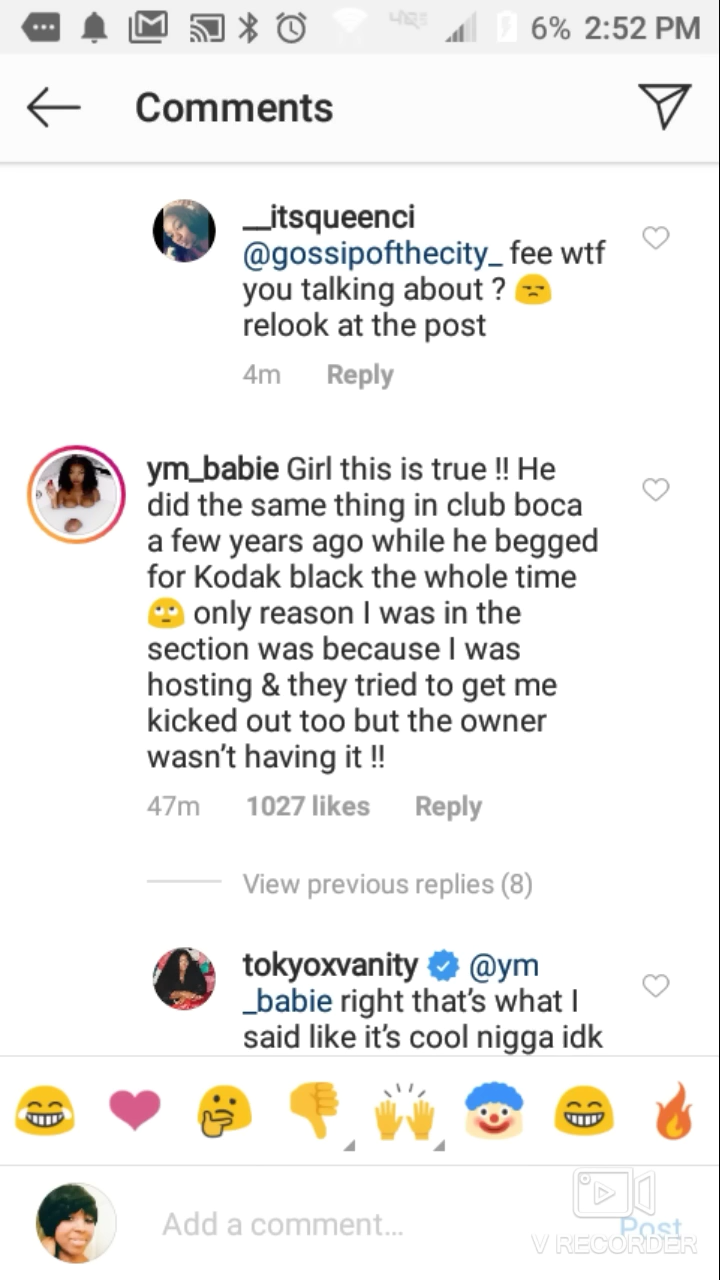 6% 2:52 PM
Comments
__itsqueenci
@gossipofthecity_ fee wtf
you talking about ? 😒
relook at the post
4m Reply
ym_babie Girl this is true !! He
did the same thing in club boca
a few years ago while he begged
for Kodak black the whole time
🙄 only reason I was in the
section was because I was
hosting & they tried to get me
kicked out too but the owner
wasn't having it !!
47m 1027 likes Reply
View previous replies (8)
tokyoxvanity @ym
_babie right that's what I
said like it's cool nigga idk
Add a comment...
Post
V RECORDER